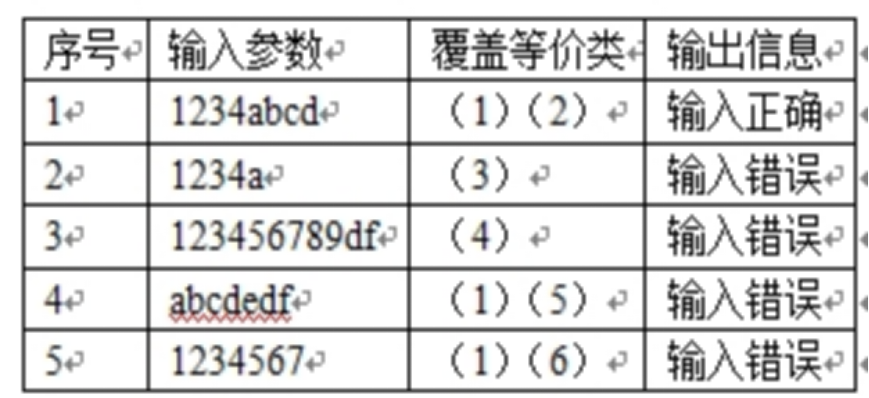 序号 输入参数 覆盖等价类 输出信息
1 1234abcd （1）（2） 输入正确
2 1234a （3） 输入错误
3 123456789df （4） 输入错误
4 abcdedf （1）（5） 输入错误
5 1234567 （1）（6） 输入错误